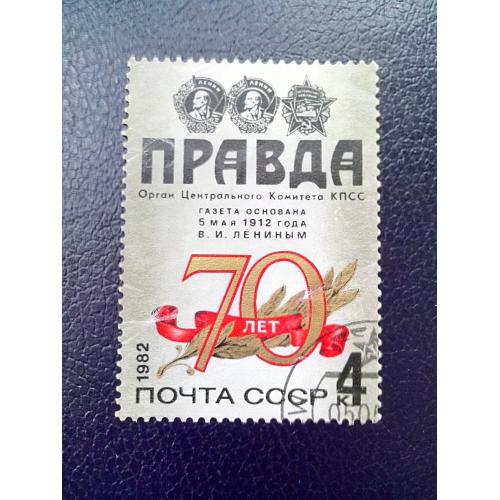 ЛЕНИН ЛЕНИН
ПРАВДА
Орган Центрального Комитета КПСС
ГАЗЕТА ОСНОВАНА
5 МАЯ 1912 ГОДА
В. И. ЛЕНИНЫМ
70
ЛЕТ
1982
ПОЧТА СССР 4
К